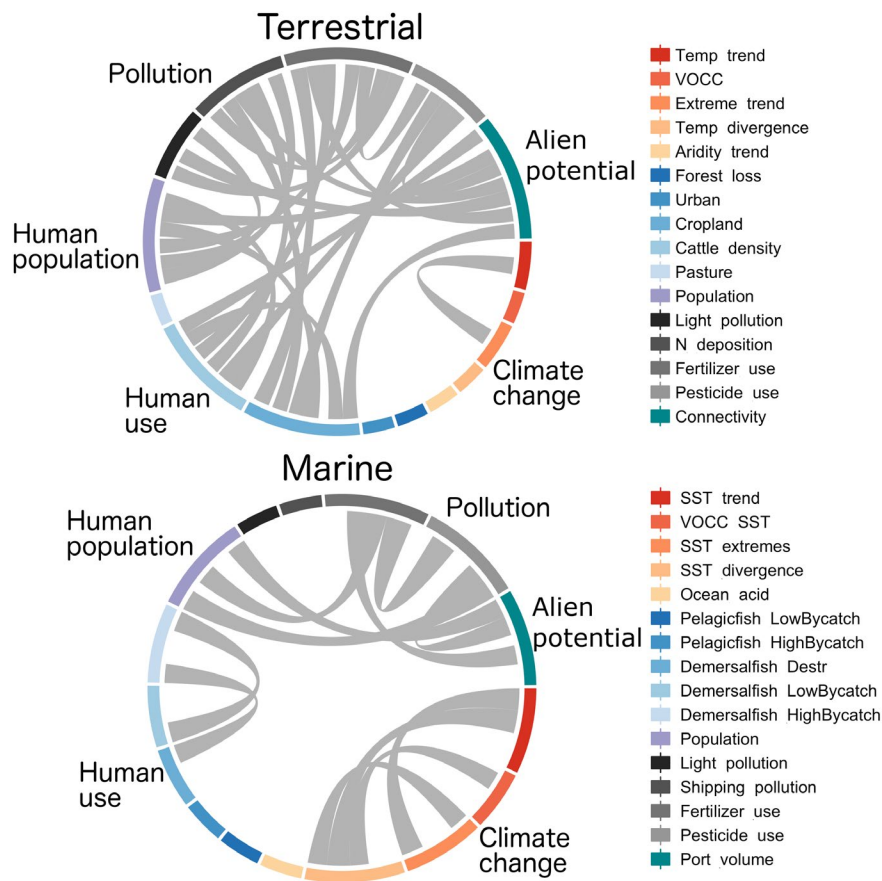 Terrestrial
Pollution
Alien
potential
Human
population
Human
use
Climate
change
Temp trend
VOCC
Extreme trend
Temp divergence
Aridity trend
Forest loss
Urban
Cropland
Cattle density
Pasture
Population
Light pollution
N deposition
Fertilizer use
Pesticide use
Connectivity
Marine
Human
population
Pollution
Alien
potential
Human
use
Climate
change
SST trend
VOCC SST
SST extremes
SST divergence
Ocean acid
Pelagicfish LowBycatch
Pelagicfish HighBycatch
Demersalfish Destr
Demersalfish LowBycatch
Demersalfish HighBycatch
Population
Light pollution
Shipping pollution
Fertilizer use
Pesticide use
Port volume